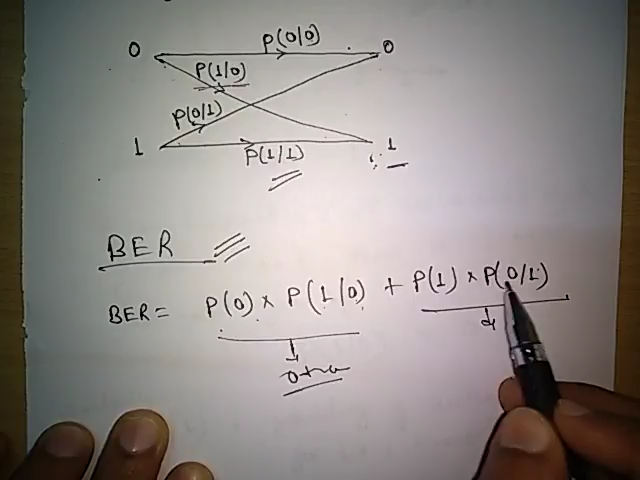 0 P(0/0) 0
P(1/0)
P(0/1)
1 P(1/1) 1
BER
BER = P(0) × P(1/0) + P(1) × P(0/1)